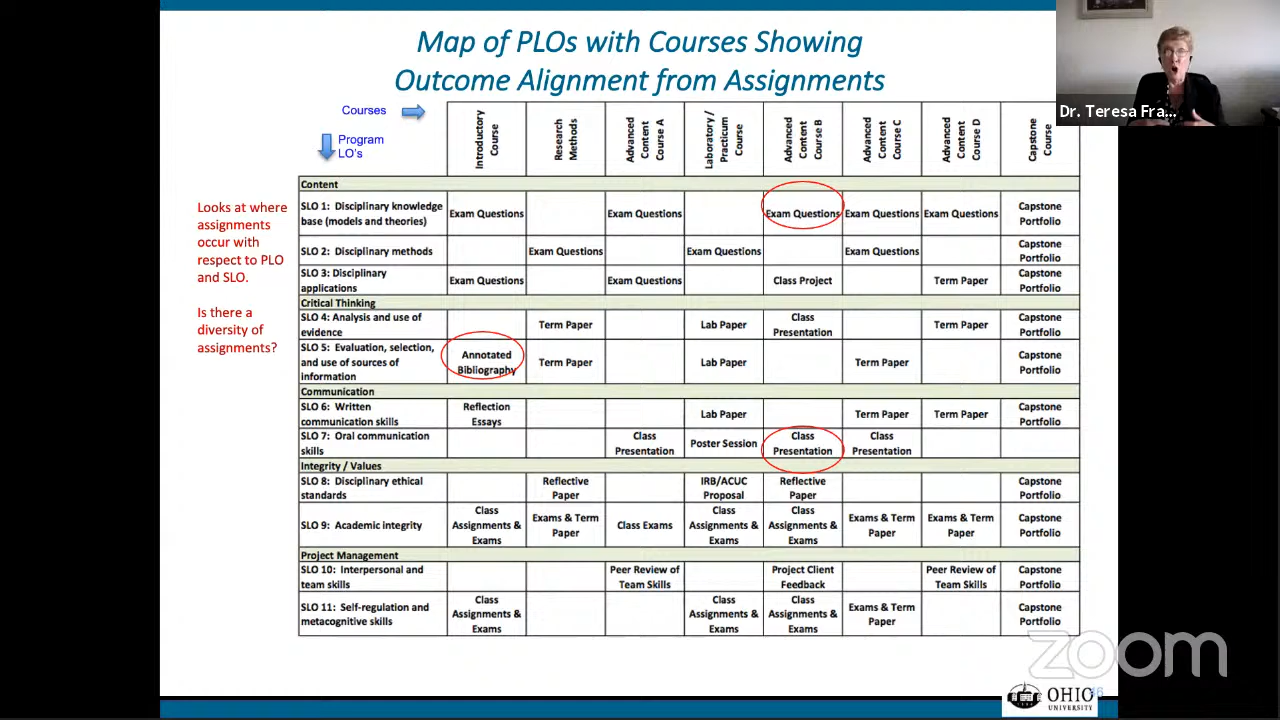 Map of PLOs with Courses Showing
Outcome Alignment from Assignments
Dr. Teresa Fra...
Courses
Program
LO's
Introductory Course
Research Methods
Advanced Content Course A
Laboratory / Practicum Course
Advanced Content Course B
Advanced Content Course C
Advanced Content Course D
Capstone Course
Looks at where
assignments
occur with
respect to PLO
and SLO.
Is there a
diversity of
assignments?
Content
SLO 1: Disciplinary knowledge base (models and theories) Exam Questions Exam Questions Exam Questions Exam Questions Exam Questions Capstone Portfolio
SLO 2: Disciplinary methods Exam Questions Exam Questions Exam Questions Capstone Portfolio
SLO 3: Disciplinary applications Exam Questions Exam Questions Class Project Term Paper Capstone Portfolio
Critical Thinking
SLO 4: Analysis and use of evidence Term Paper Lab Paper Class Presentation Term Paper Capstone Portfolio
SLO 5: Evaluation, selection, and use of sources of information Annotated Bibliography Term Paper Lab Paper Term Paper Capstone Portfolio
Communication
SLO 6: Written communication skills Reflection Essays Lab Paper Term Paper Term Paper Capstone Portfolio
SLO 7: Oral communication skills Class Presentation Poster Session Class Presentation Class Presentation
Integrity / Values
SLO 8: Disciplinary ethical standards Reflective Paper IRB/ACUC Proposal Reflective Paper Capstone Portfolio
SLO 9: Academic integrity Class Assignments & Exams Exams & Term Paper Class Exams Class Assignments & Exams Class Assignments & Exams Exams & Term Paper Exams & Term Paper Capstone Portfolio
Project Management
SLO 10: Interpersonal and team skills Peer Review of Team Skills Project Client Feedback Peer Review of Team Skills Capstone Portfolio
SLO 11: Self-regulation and metacognitive skills Class Assignments & Exams Class Assignments & Exams Class Assignments & Exams Exams & Term Paper Capstone Portfolio
zoom
OHIO
UNIVERSITY